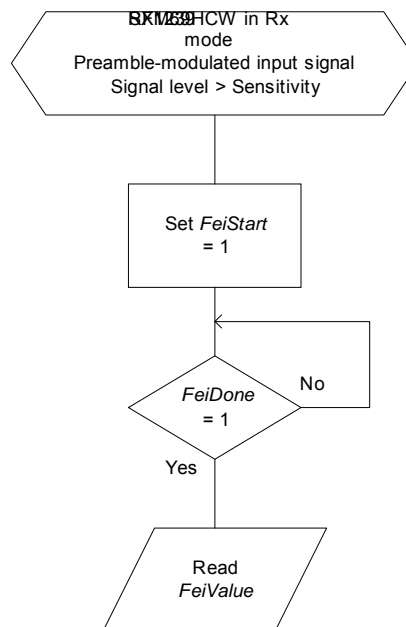 in Rx
mode
Preamble-modulated input signal
Signal level > Sensitivity
Set FeiStart
= 1
FeiDone
= 1
No
Yes
Read
FeiValue